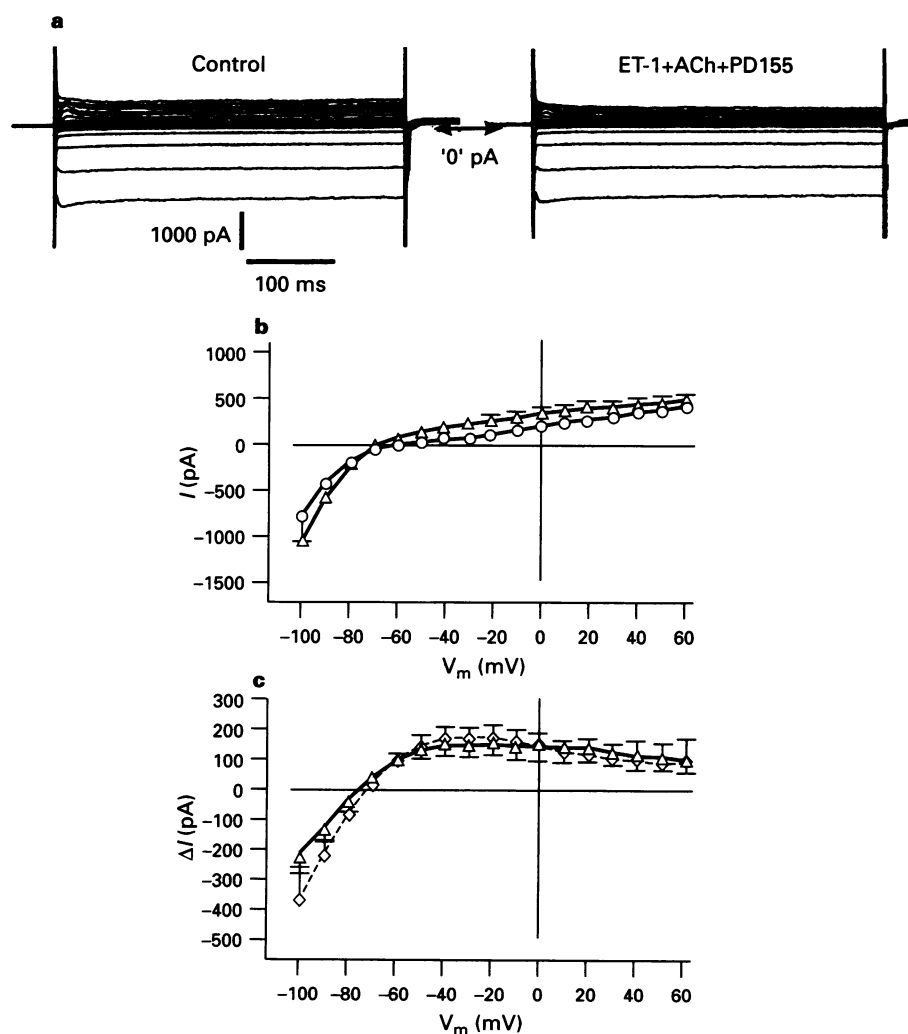 a
Control
ET-1+ACh+PD155
'0' pA
1000 pA
100 ms
b
1000
500
0
−500
−1000
−1500
I (pA)
−100 −80 −60 −40 −20 0 20 40 60
Vm (mV)
c
300
200
100
0
−100
−200
−300
−400
−500
ΔI (pA)
−100 −80 −60 −40 −20 0 20 40 60
Vm (mV)